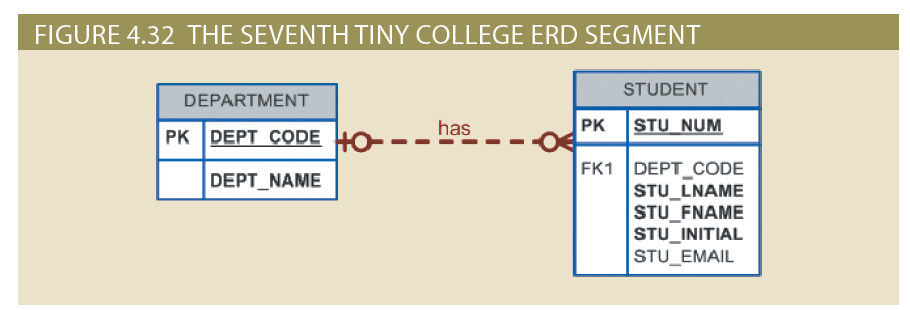 FIGURE 4.32 THE SEVENTH TINY COLLEGE ERD SEGMENT
DEPARTMENT
PK DEPT_CODE
DEPT_NAME
has
STUDENT
PK STU_NUM
FK1 DEPT_CODE
STU_LNAME
STU_FNAME
STU_INITIAL
STU_EMAIL